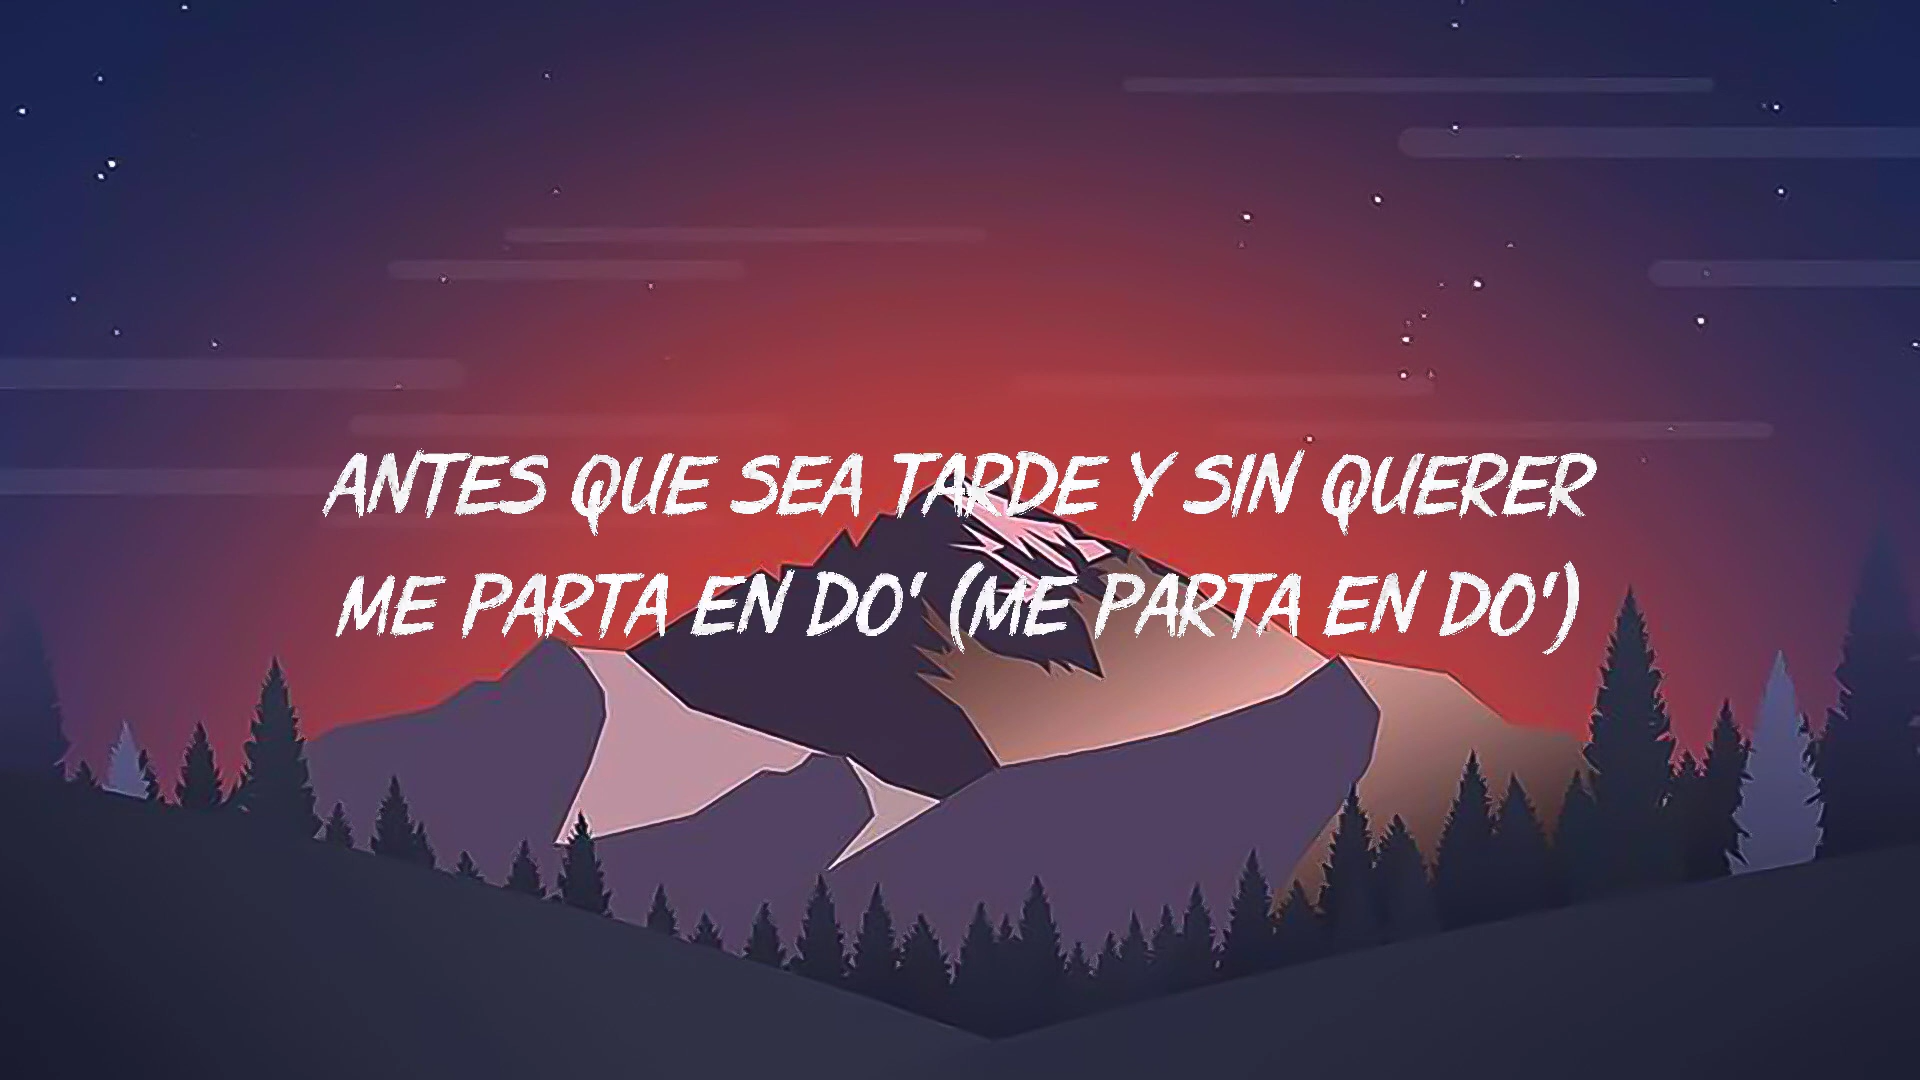 ANTES QUE SEA TARDE Y SIN QUERER
ME PARTA EN DO' (ME PARTA EN DO')